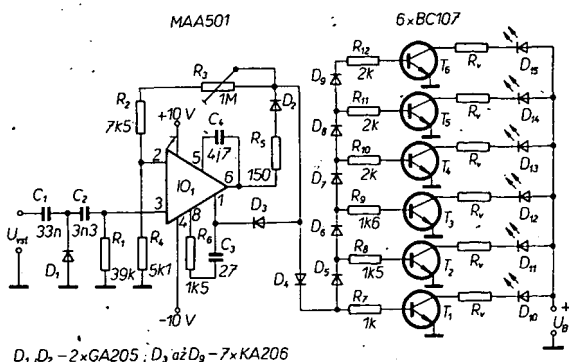 MAA501
6×BC107
R3
1M
R2
7k5
+10 V
7
2
C4
4j7
5
D2
R5
150
6
IO1
3
4
8
1
C1
33n
C2
3n3
Uvst
D1
R1
39k
R4
5k1
R6
1k5
C3
27
D3
D4
-10 V
D9
D8
D7
D6
D5
R12
2k
R11
2k
R10
2k
R9
1k6
R8
1k5
R7
1k
T6
T5
T4
T3
T2
T1
Rv
Rv
Rv
Rv
Rv
Rv
D15
D14
D13
D12
D11
D10
+
UB
D1, D2 - 2×GA205 ; D3 až D9 - 7×KA206